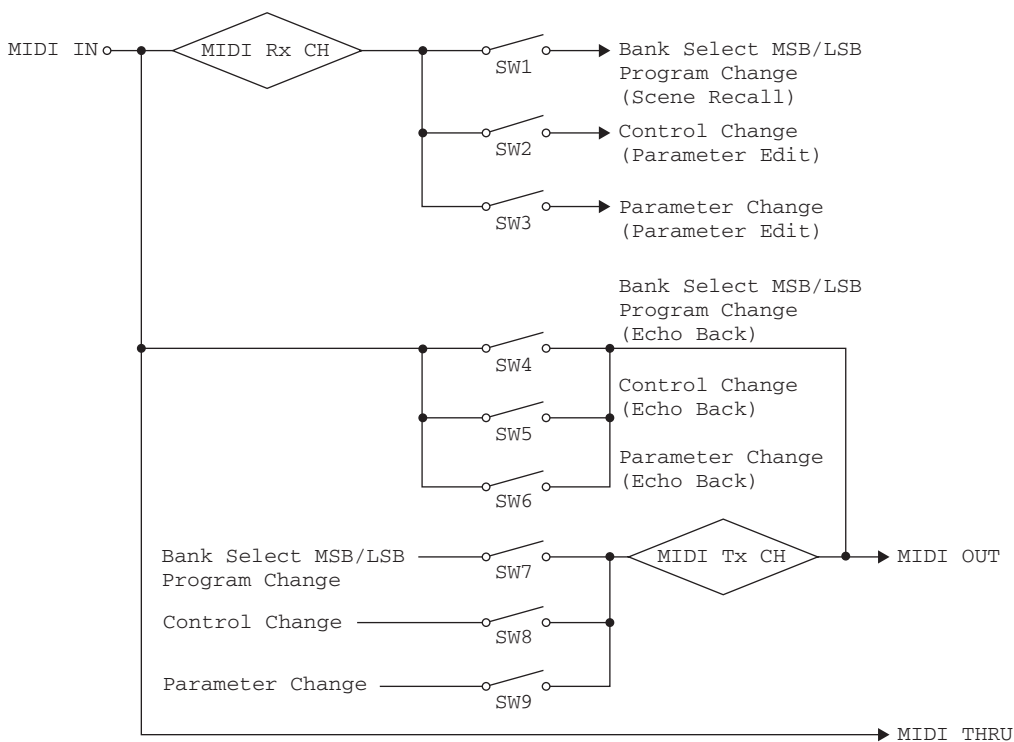 MIDI IN
MIDI Rx CH
SW1
Bank Select MSB/LSB
Program Change
(Scene Recall)
SW2
Control Change
(Parameter Edit)
SW3
Parameter Change
(Parameter Edit)
Bank Select MSB/LSB
Program Change
(Echo Back)
SW4
Control Change
(Echo Back)
SW5
Parameter Change
(Echo Back)
SW6
Bank Select MSB/LSB
Program Change
SW7
MIDI Tx CH
MIDI OUT
Control Change
SW8
Parameter Change
SW9
MIDI THRU